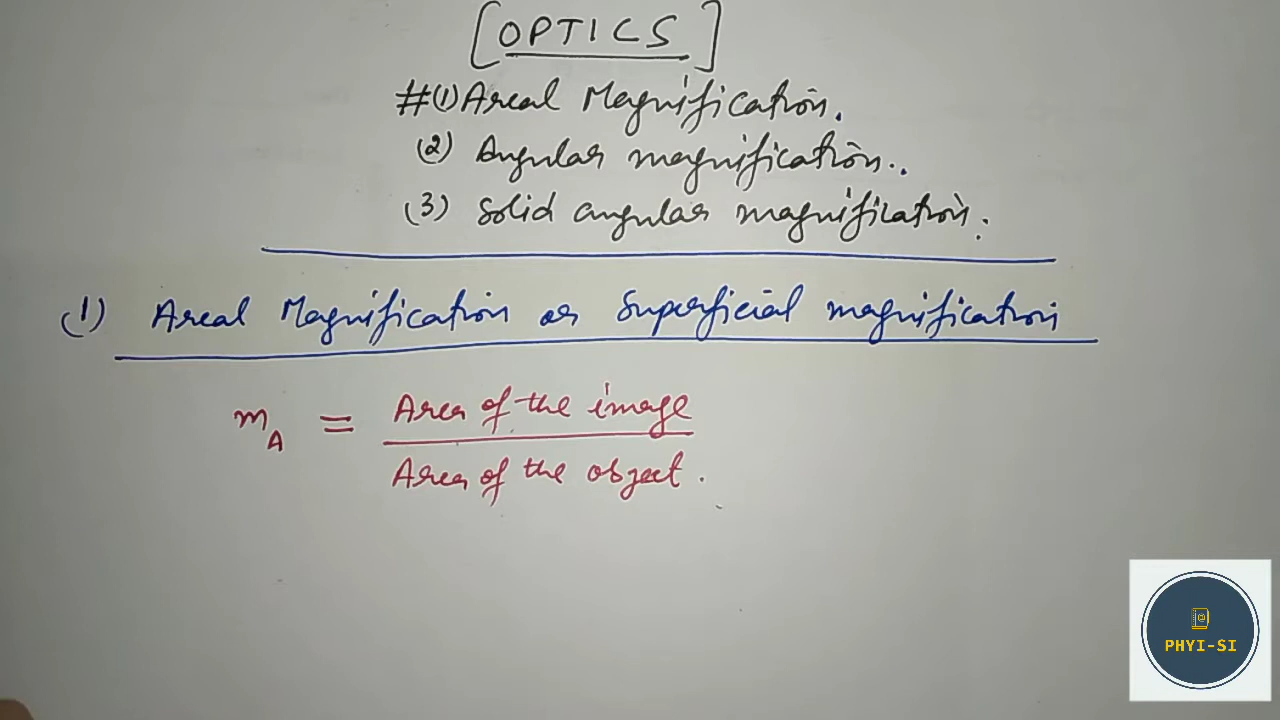 [OPTICS]
#(1) Areal Magnification.
(2) Angular magnification..
(3) Solid angular magnification.
(1) Areal Magnification or Superficial magnification
m_A = Area of the image
Area of the object.
PHYI-SI